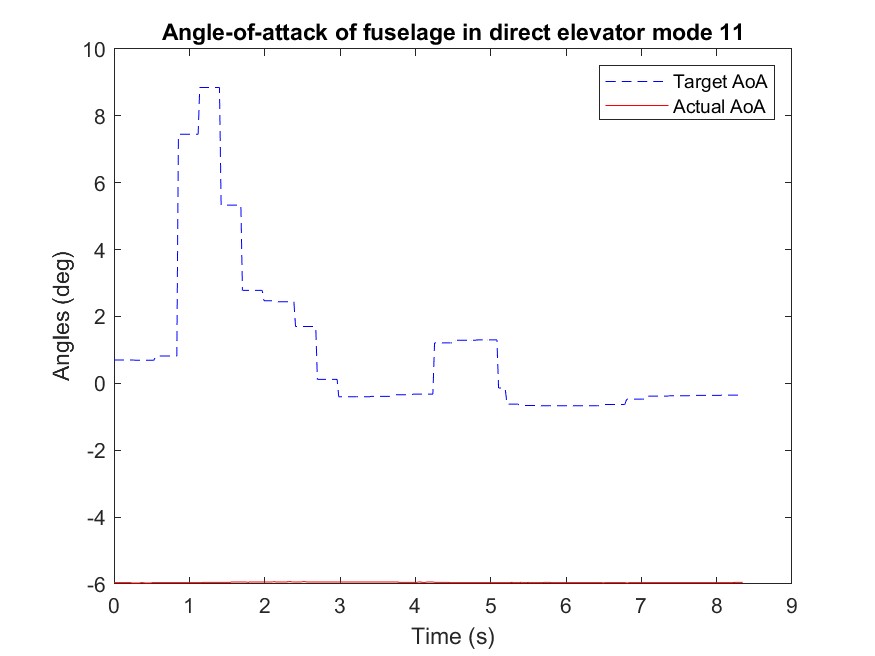 Angle-of-attack of fuselage in direct elevator mode 11
10
8
6
4
2
0
-2
-4
-6
Angles (deg)
Target AoA
Actual AoA
0 1 2 3 4 5 6 7 8 9
Time (s)